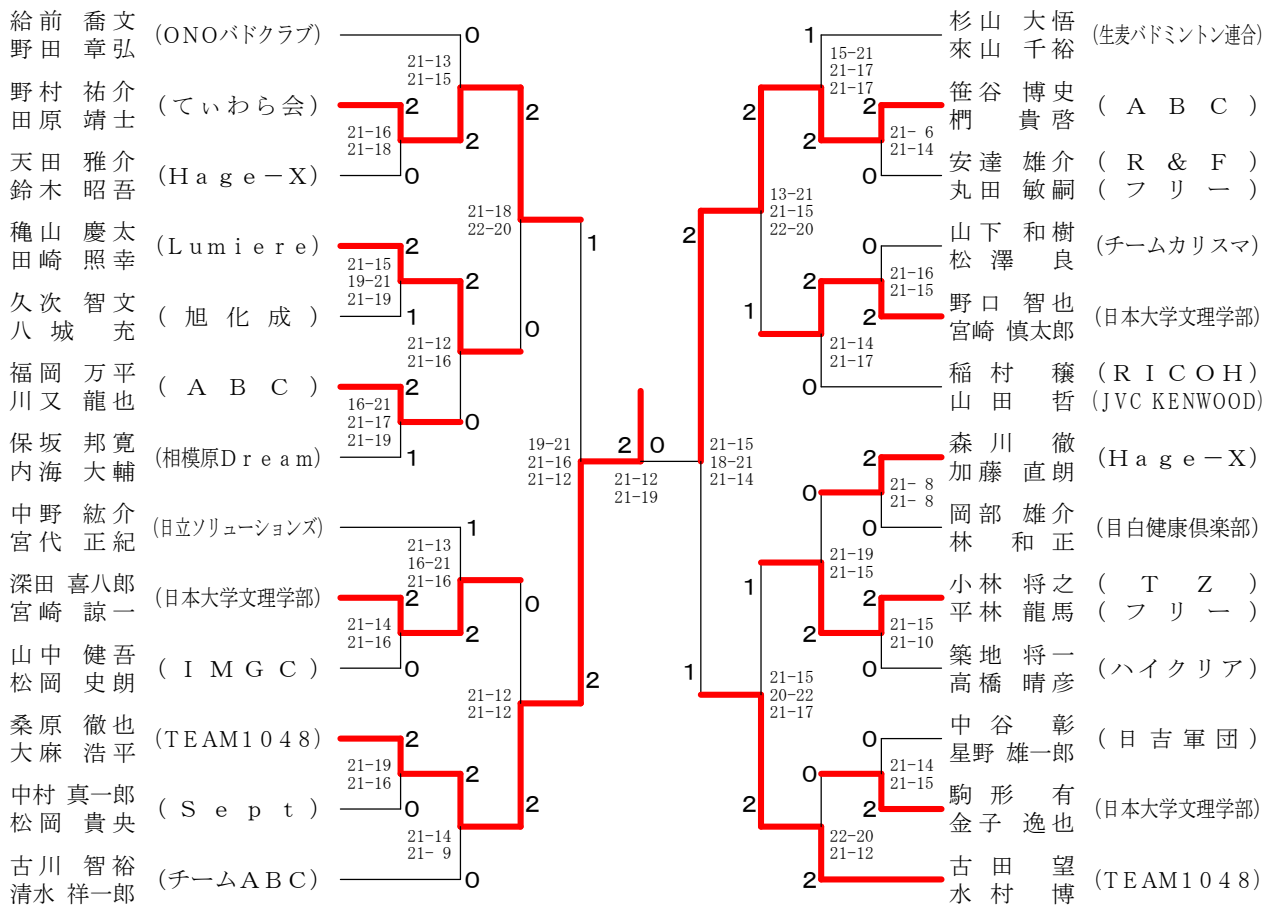 給前 喬文
野田 章弘
(ONOバドクラブ)
0
21-13
21-15
野村 祐介
田原 靖士
(てぃわら会)
2
2
2
21-16
21-18
天田 雅介
鈴木 昭吾
(Hage-X)
0
21-18
22-20
1
穐山 慶太
田崎 照幸
(Lumiere)
2
2
21-15
19-21
21-19
久次 智文
八城 充
(旭化成)
1
0
21-12
21-16
福岡 万平
川又 龍也
(ABC)
2
0
16-21
21-17
21-19
保坂 邦寛
内海 大輔
(相模原Dream)
1
19-21
21-16
21-12
2
0
21-12
21-19
中野 紘介
宮代 正紀
(日立ソリューションズ)
1
21-13
16-21
21-16
深田 喜八郎
宮崎 諒一
(日本大学文理学部)
2
2
0
21-14
21-16
山中 健吾
松岡 史朗
(IMGC)
0
2
21-12
21-12
桑原 徹也
大麻 浩平
(TEAM1048)
2
2
21-19
21-16
中村 真一郎
松岡 貴央
(Sept)
0
2
21-14
21- 9
古川 智裕
清水 祥一郎
(チームABC)
0
杉山 大悟
來山 千裕
(生麦バドミントン連合)
1
15-21
21-17
21-17
笹谷 博史
椚 貴啓
(ABC)
2
2
2
21- 6
21-14
安達 雄介
丸田 敏嗣
(R&F)
(フリー)
0
13-21
21-15
22-20
2
山下 和樹
松澤 良
(チームカリスマ)
0
2
21-16
21-15
野口 智也
宮崎 慎太郎
(日本大学文理学部)
2
1
21-14
21-17
稲村 穣
山田 哲
(RICOH)
(JVC KENWOOD)
0
21-15
18-21
21-14
森川 徹
加藤 直朗
(Hage-X)
2
0
21- 8
21- 8
岡部 雄介
林 和正
(目白健康倶楽部)
0
1
21-19
21-15
小林 将之
平林 龍馬
(TZ)
(フリー)
2
2
21-15
21-10
築地 将一
高橋 晴彦
(ハイクリア)
0
1
21-15
20-22
21-17
中谷 彰
星野 雄一郎
(日吉軍団)
0
0
21-14
21-15
駒形 有
金子 逸也
(日本大学文理学部)
2
2
22-20
21-12
古田 望
水村 博
(TEAM1048)
2